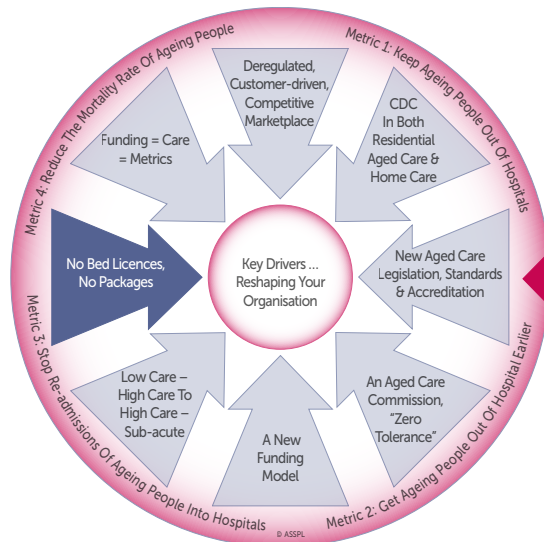 Metric 1: Keep Ageing People Out Of Hospitals
Metric 2: Get Ageing People Out Of Hospital Earlier
Metric 3: Stop Re-admissions Of Ageing People Into Hospitals
Metric 4: Reduce The Mortality Rate Of Ageing People
Deregulated,
Customer-driven,
Competitive
Marketplace
CDC
In Both
Residential
Aged Care &
Home Care
New Aged Care
Legislation, Standards
& Accreditation
An Aged Care
Commission,
“Zero
Tolerance”
A New
Funding
Model
Low Care –
High Care To
High Care –
Sub-acute
No Bed Licences,
No Packages
Funding = Care
= Metrics
Key Drivers ...
Reshaping Your
Organisation
© ASSPL